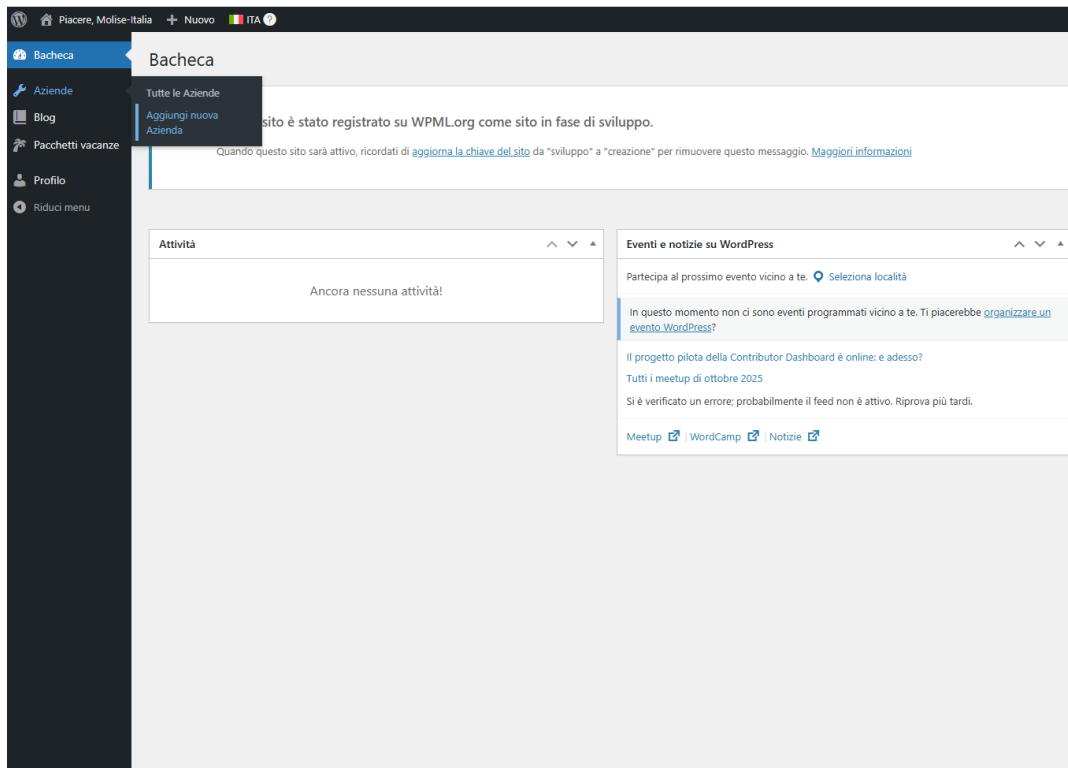 Piacere, Molise-Italia + Nuovo ITA ?
Bacheca
Aziende
Blog
Pacchetti vacanze
Profilo
Riduci menu
Tutte le Aziende
Aggiungi nuova
Azienda
Bacheca
sito è stato registrato su WPML.org come sito in fase di sviluppo.
Quando questo sito sarà attivo, ricordati di aggiorna la chiave del sito da "sviluppo" a "creazione" per rimuovere questo messaggio. Maggiori informazioni
Attività
Ancora nessuna attività!
Eventi e notizie su WordPress
Partecipa al prossimo evento vicino a te. Seleziona località
In questo momento non ci sono eventi programmati vicino a te. Ti piacerebbe organizzare un
evento WordPress?
Il progetto pilota della Contributor Dashboard è online: e adesso?
Tutti i meetup di ottobre 2025
Si è verificato un errore; probabilmente il feed non è attivo. Riprova più tardi.
Meetup | WordCamp | Notizie